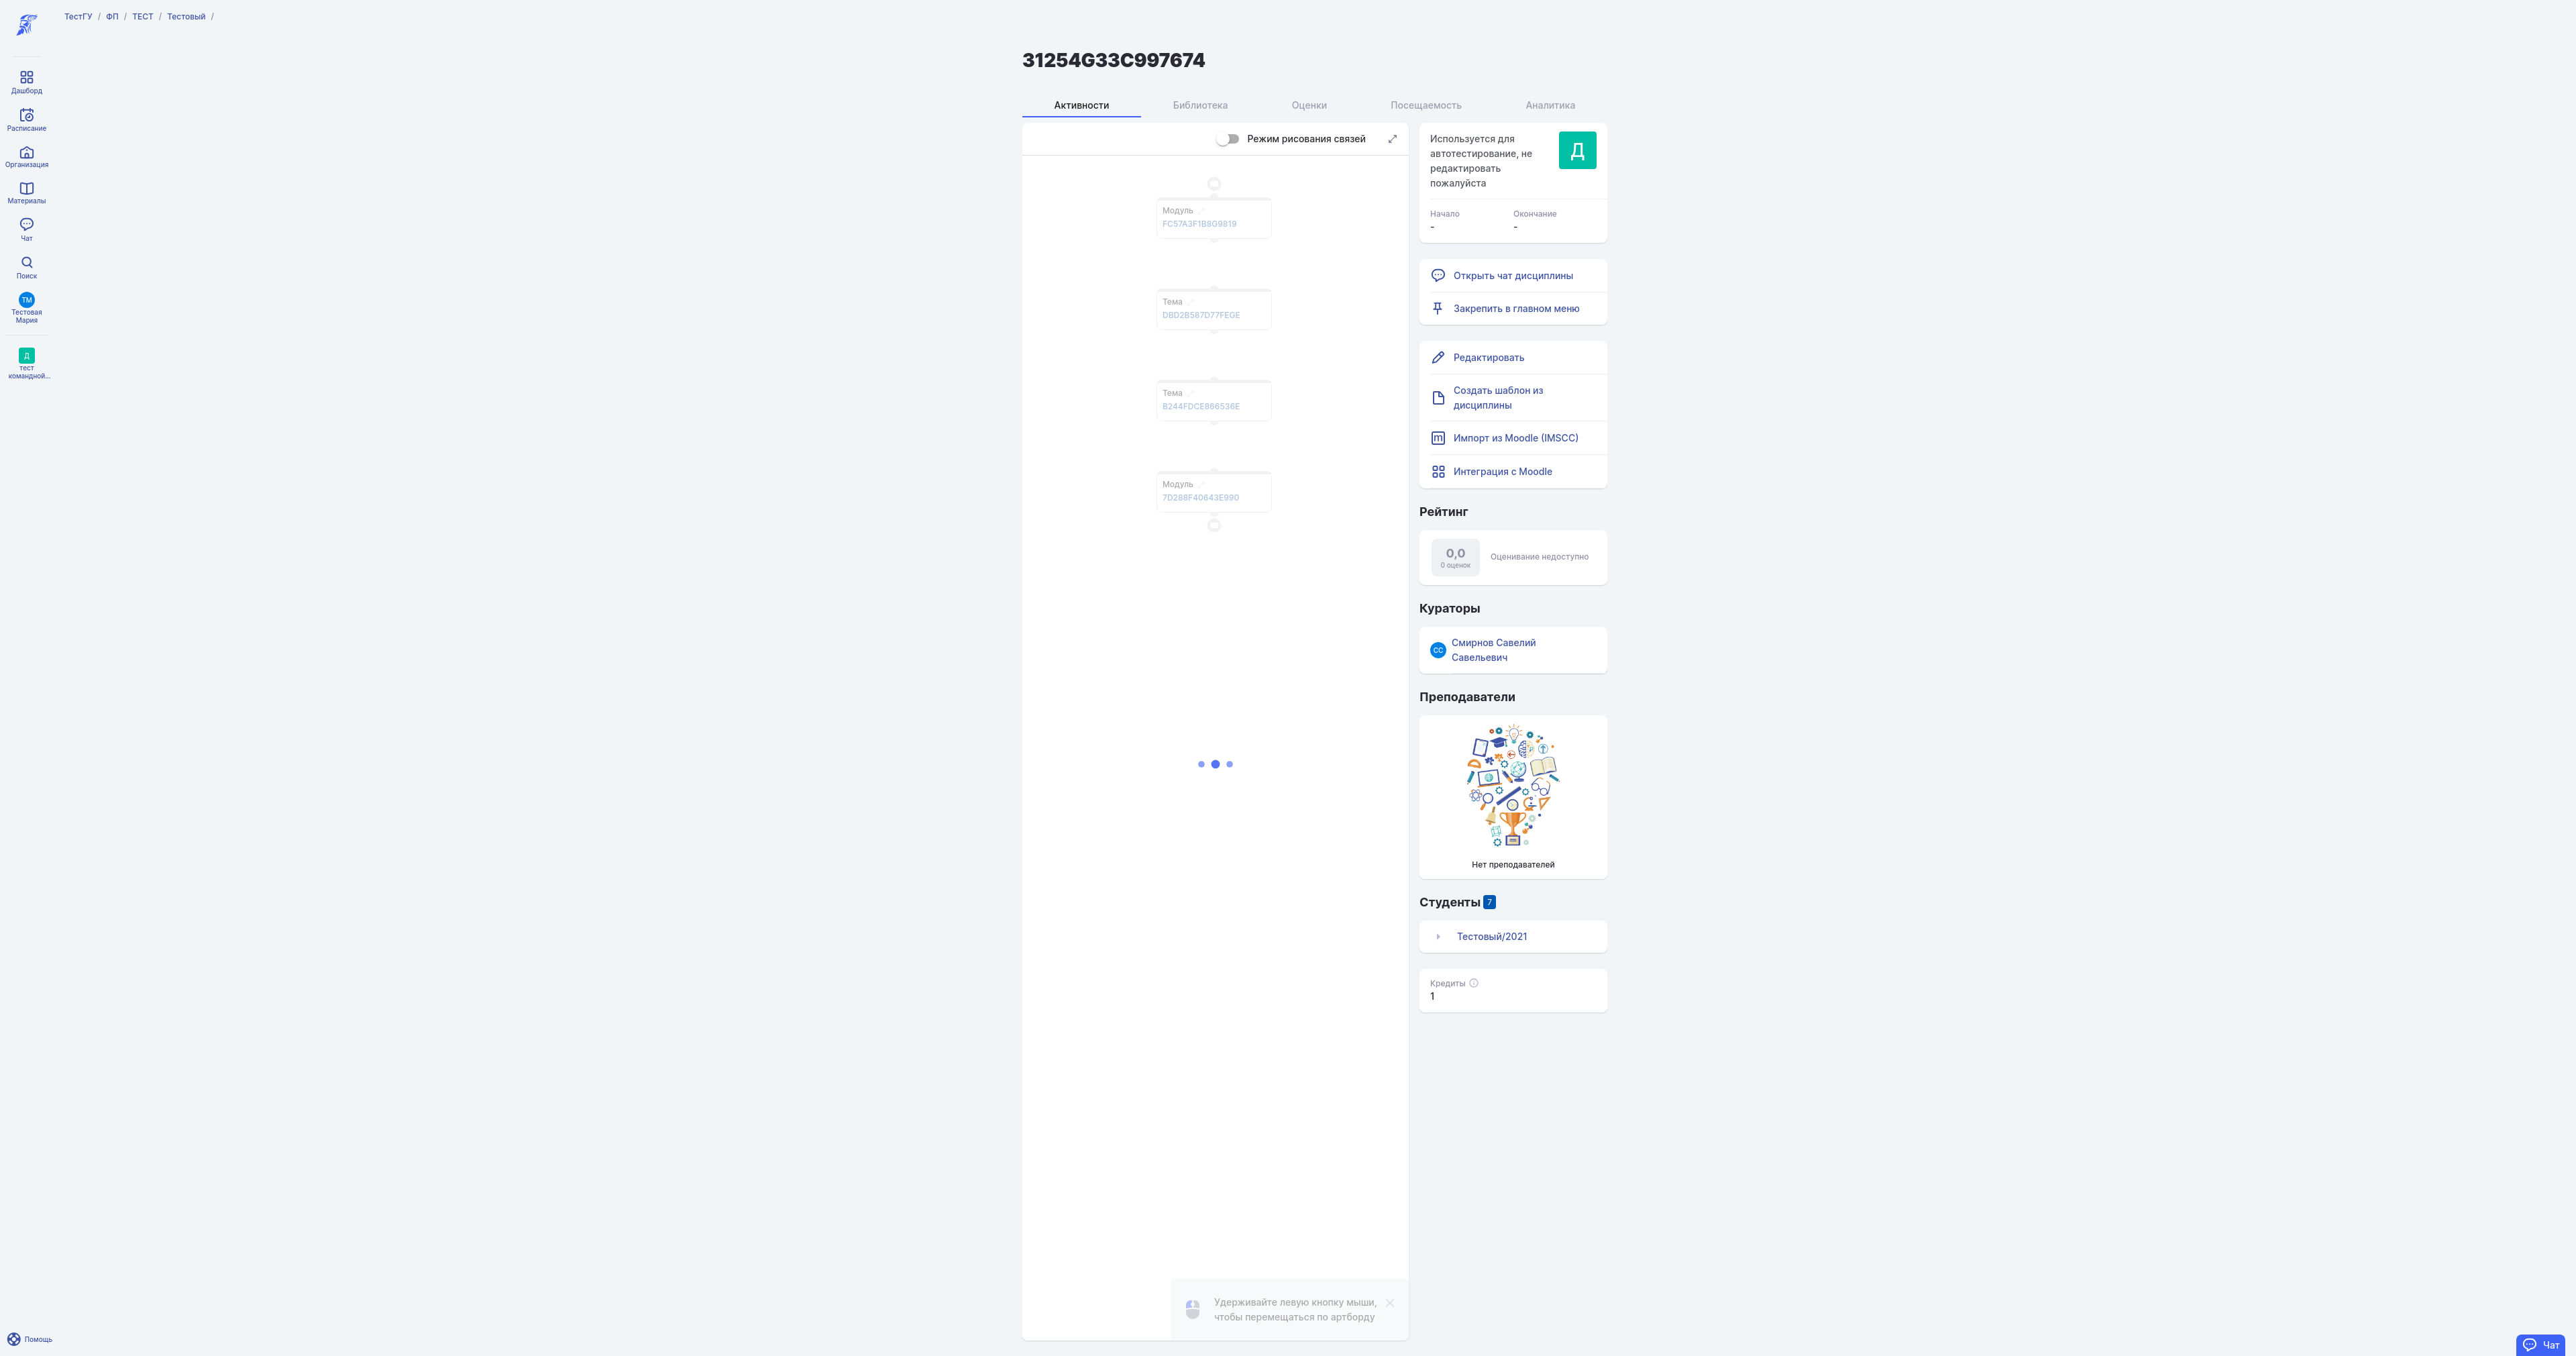 ТестГУ / ФП / ТЕСТ / Тестовый /
Дашборд
Расписание
Организация
Материалы
Чат
Поиск
ТМ
Тестовая
Мария
Д
тест
командной...
Помощь
31254G33C997674
Активности Библиотека Оценки Посещаемость Аналитика
Режим рисования связей
Модуль
FC57A3F1B8G9819
Тема
DBD2B587D77FEGE
Тема
B244FDCE866536E
Модуль
7D288F40643E990
Удерживайте левую кнопку мыши,
чтобы перемещаться по артборду
Используется для
автотестирование, не
редактировать
пожалуйста
Д
Начало Окончание
- -
Открыть чат дисциплины
Закрепить в главном меню
Редактировать
Создать шаблон из
дисциплины
Импорт из Moodle (IMSCC)
Интеграция с Moodle
Рейтинг
0,0
0 оценок
Оценивание недоступно
Кураторы
СС
Смирнов Савелий
Савельевич
Преподаватели
Нет преподавателей
Студенты 7
Тестовый/2021
Кредиты
1
Чат